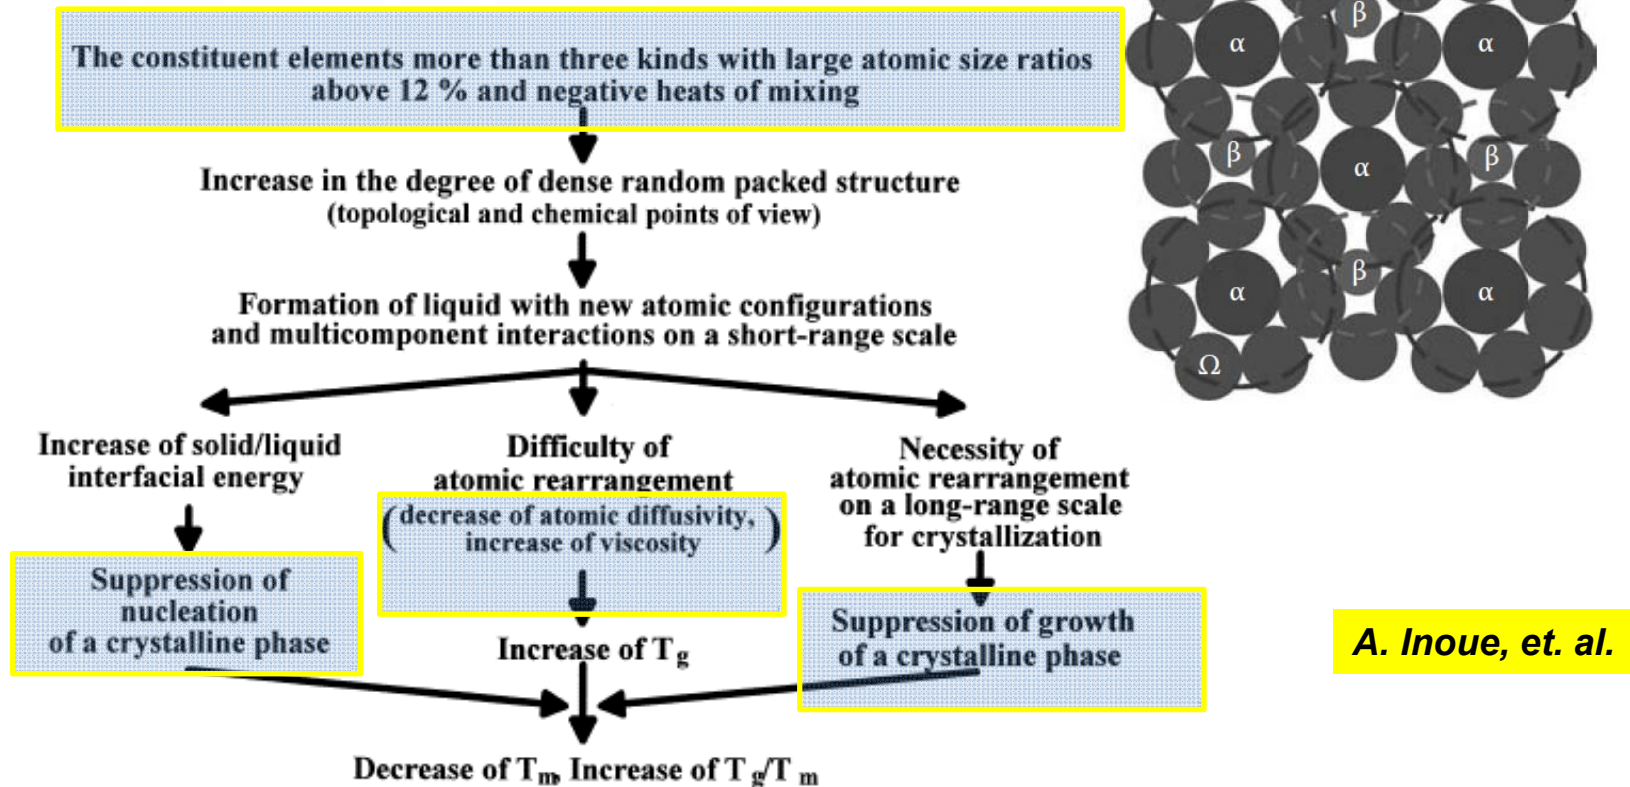 The constituent elements more than three kinds with large atomic size ratios
above 12 % and negative heats of mixing
Increase in the degree of dense random packed structure
(topological and chemical points of view)
Formation of liquid with new atomic configurations
and multicomponent interactions on a short-range scale
Increase of solid/liquid
interfacial energy
Difficulty of
atomic rearrangement
(decrease of atomic diffusivity,
increase of viscosity)
Necessity of
atomic rearrangement
on a long-range scale
for crystallization
Suppression of
nucleation
of a crystalline phase
Increase of Tg
Suppression of growth
of a crystalline phase
Decrease of Tm, Increase of Tg/Tm
β
α
α
β
α
β
β
α
α
Ω
A. Inoue, et. al.